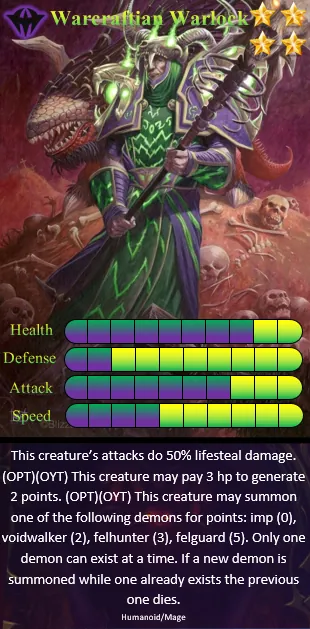 Warcraftian Warlock
Health
Defense
Attack
Speed
This creature's attacks do 50% lifesteal damage.
(OPT)(OYT) This creature may pay 3 hp to generate
2 points. (OPT)(OYT) This creature may summon
one of the following demons for points: imp (0),
voidwalker (2), felhunter (3), felguard (5). Only one
demon can exist at a time. If a new demon is
summoned while one already exists the previous
one dies.
Humanoid/Mage